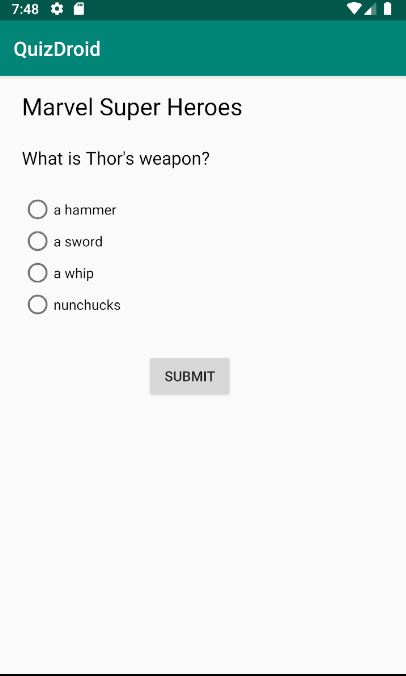 7:48
QuizDroid
Marvel Super Heroes
What is Thor's weapon?
a hammer
a sword
a whip
nunchucks
SUBMIT